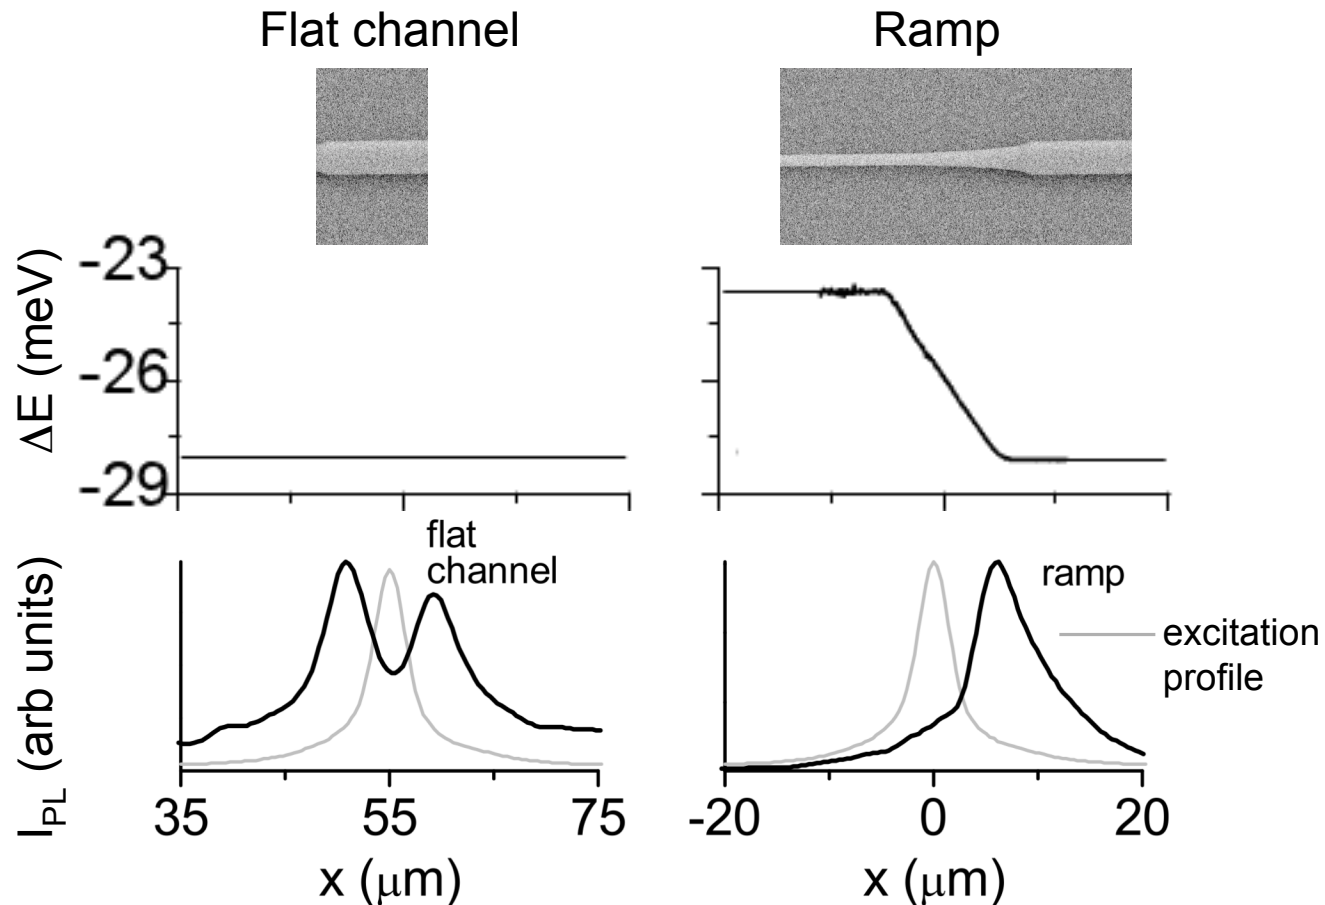 Flat channel
Ramp
ΔE (meV)
-23
-26
-29
flat
channel
ramp
excitation
profile
I_PL (arb units)
35
55
75
-20
0
20
x (μm)
x (μm)